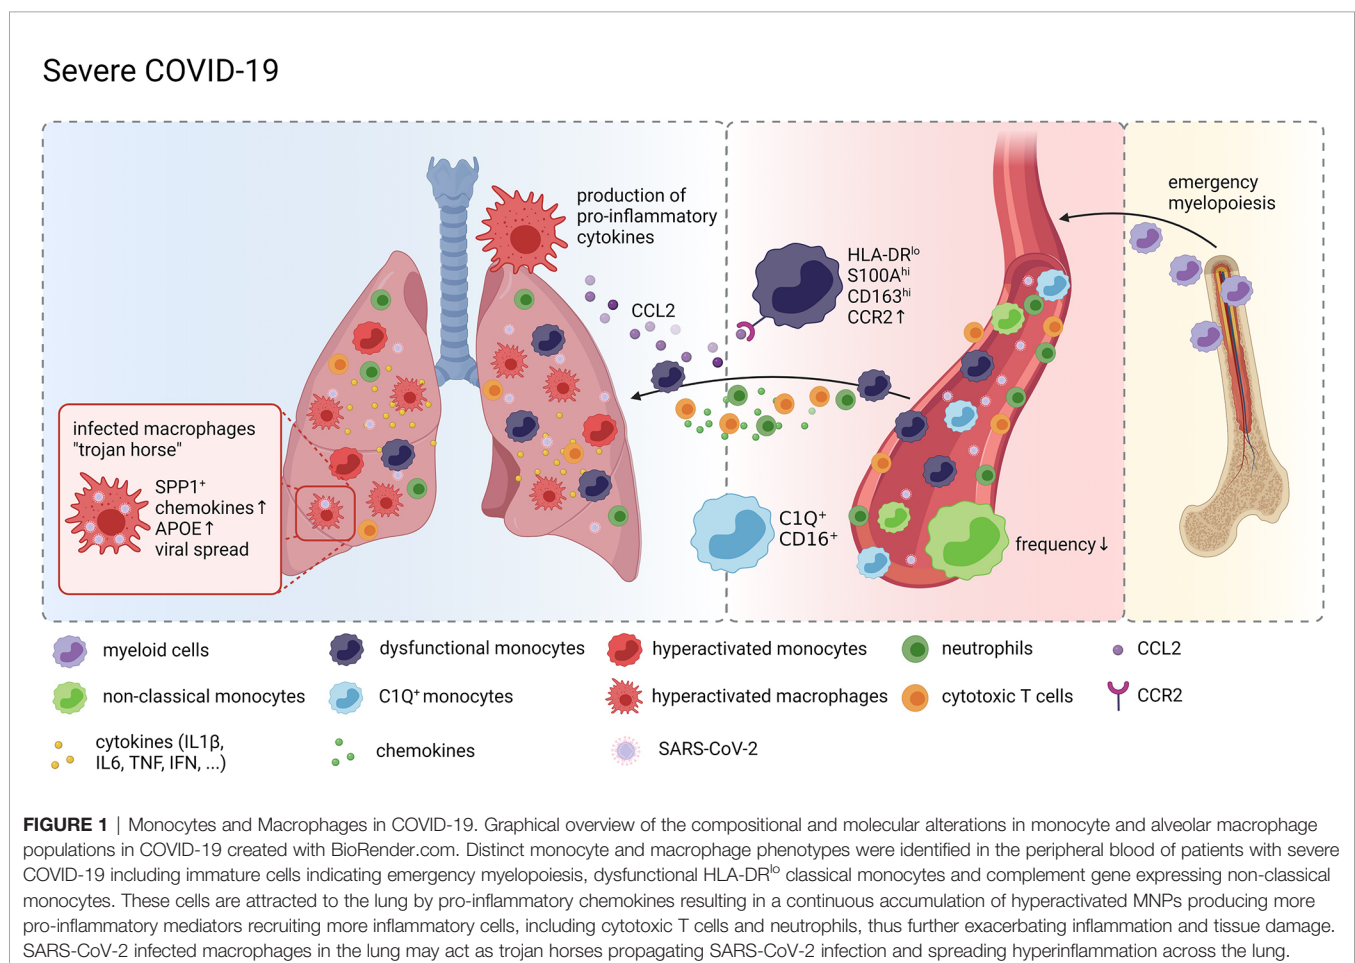 Severe COVID-19
production of
pro-inflammatory
cytokines
CCL2
HLA-DRlo
S100Ahi
CD163hi
CCR2↑
emergency
myelopoiesis
infected macrophages
"trojan horse"
SPP1+
chemokines↑
APOE↑
viral spread
C1Q+
CD16+
frequency↓
myeloid cells
dysfunctional monocytes
hyperactivated monocytes
neutrophils
CCL2
non-classical monocytes
C1Q+ monocytes
hyperactivated macrophages
cytotoxic T cells
CCR2
cytokines (IL1β,
IL6, TNF, IFN, ...)
chemokines
SARS-CoV-2
FIGURE 1 | Monocytes and Macrophages in COVID-19. Graphical overview of the compositional and molecular alterations in monocyte and alveolar macrophage
populations in COVID-19 created with BioRender.com. Distinct monocyte and macrophage phenotypes were identified in the peripheral blood of patients with severe
COVID-19 including immature cells indicating emergency myelopoiesis, dysfunctional HLA-DRlo classical monocytes and complement gene expressing non-classical
monocytes. These cells are attracted to the lung by pro-inflammatory chemokines resulting in a continuous accumulation of hyperactivated MNPs producing more
pro-inflammatory mediators recruiting more inflammatory cells, including cytotoxic T cells and neutrophils, thus further exacerbating inflammation and tissue damage.
SARS-CoV-2 infected macrophages in the lung may act as trojan horses propagating SARS-CoV-2 infection and spreading hyperinflammation across the lung.